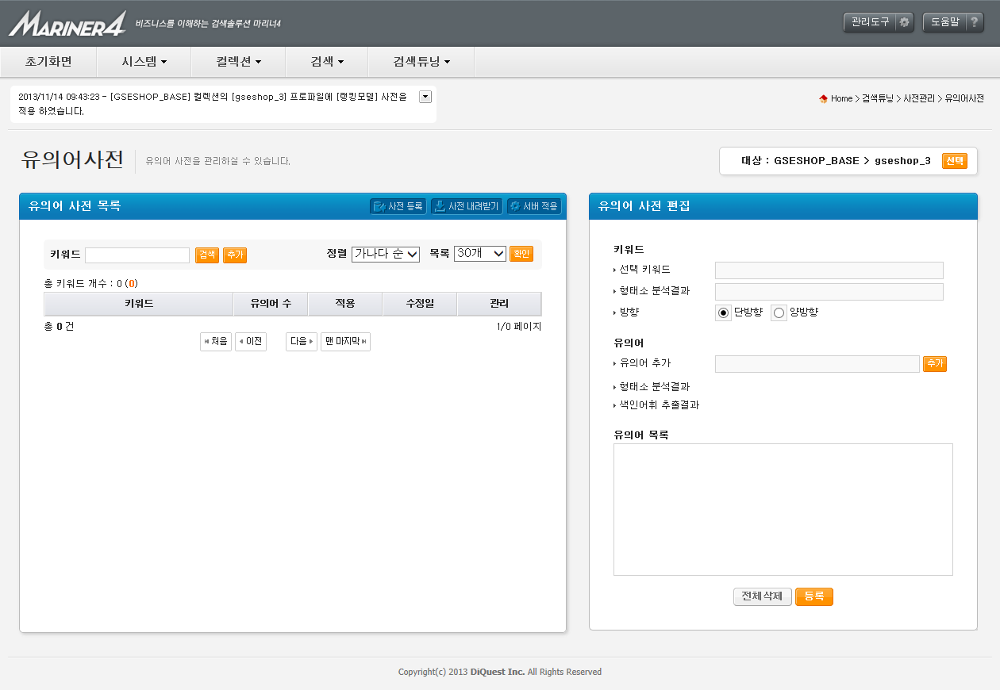 MARINER4 비즈니스를 이해하는 검색솔루션 마리너4
관리도구 도움말 ?
초기화면 시스템 컬렉션 검색 검색튜닝
2013/11/14 09:43:23 - [GSESHOP_BASE] 컬렉션의 [gseshop_3] 프로파일에 [랭킹모델] 사전을
적용 하였습니다.
Home > 검색튜닝 > 사전관리 > 유의어사전
유의어사전 유익어 사전을 관리하실 수 있습니다.
대상 : GSESHOP_BASE > gseshop_3 선택
유의어 사전 목록 사전 등록 사전 내려받기 서버 적용
키워드 검색 추가 정렬 가나다 순 목록 30개 확인
총 키워드 개수 : 0 (0)
키워드 유의어 수 적용 수정일 관리
총 0 건 1/0 페이지
처음 이전 다음 맨 마지막
유의어 사전 편집
키워드
선택 키워드
형태소 분석결과
방향 단방향 양방향
유의어
유의어 추가 추가
형태소 분석결과
색인어휘 추출결과
유의어 목록
전체삭제 등록
Copyright(c) 2013 DiQuest Inc. All Rights Reserved